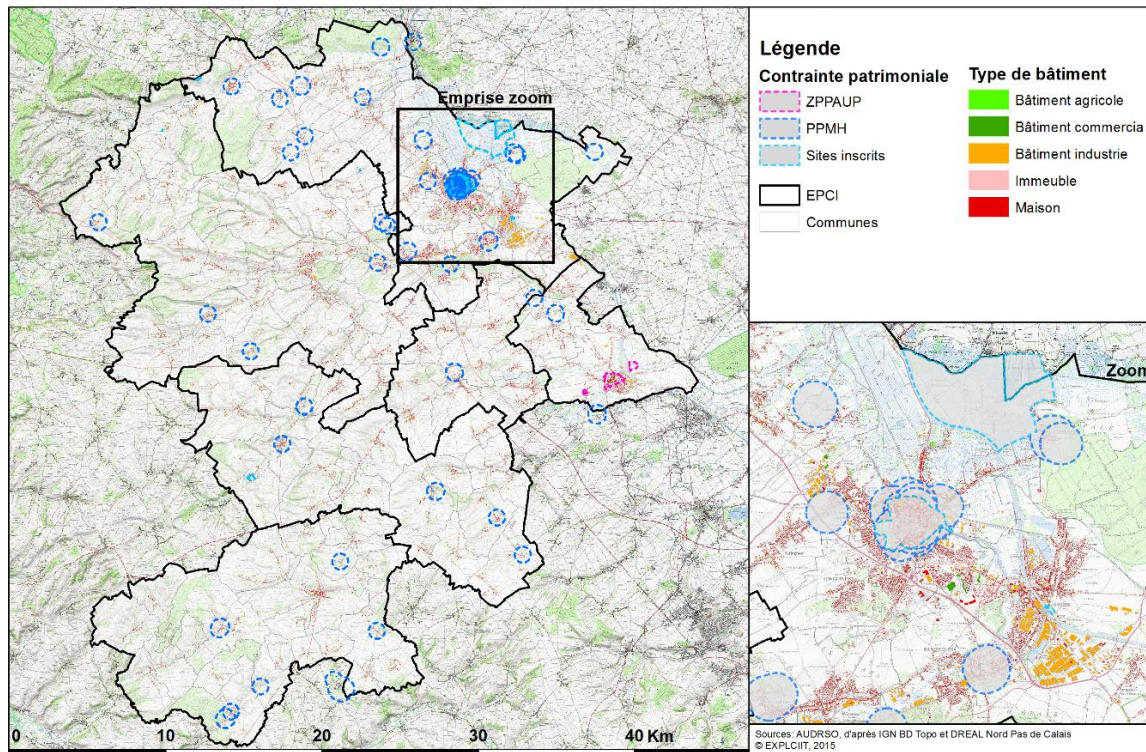 Emprise zoom
0
10
20
30
40 Km
Légende
Contrainte patrimoniale
ZPPAUP
PPMH
Sites inscrits
EPCI
Communes
Type de bâtiment
Bâtiment agricole
Bâtiment commercia
Bâtiment industrie
Immeuble
Maison
Zoom
Sources: AUDRSO, d'après IGN BD Topo et DREAL Nord Pas de Calais
© EXPLCIIT, 2015